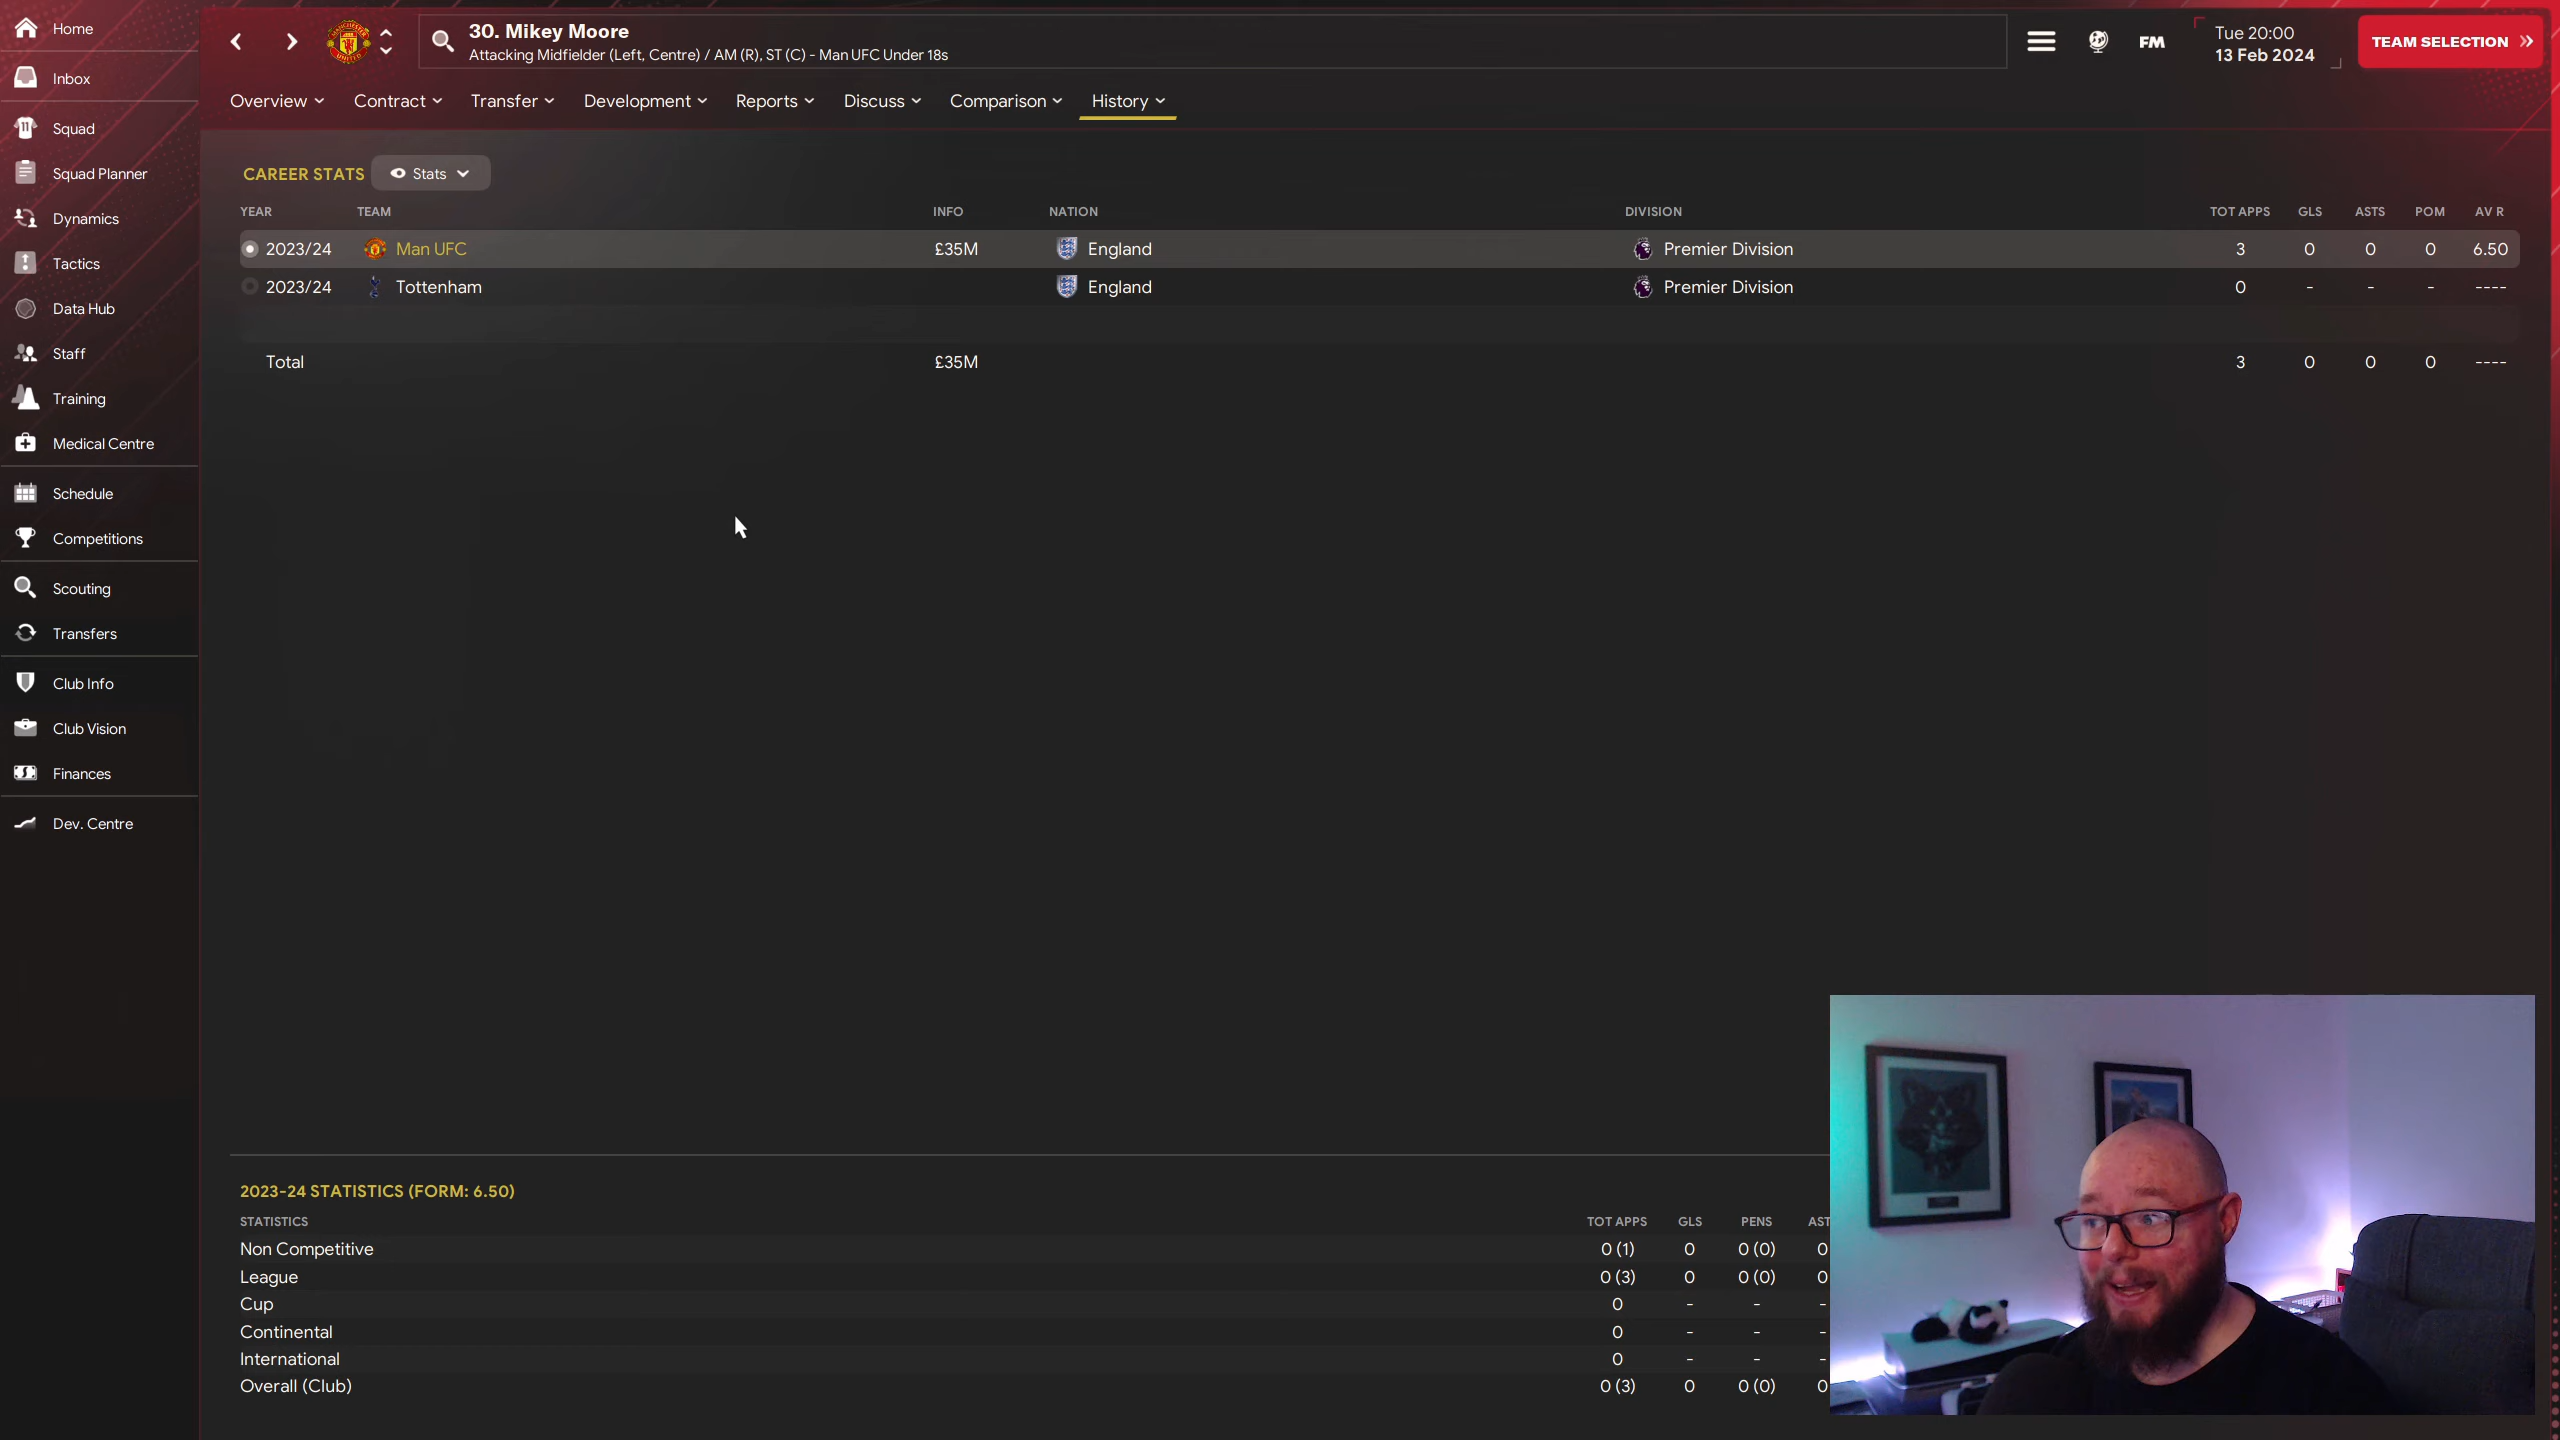 Home
Inbox
Squad
Squad Planner
Dynamics
Tactics
Data Hub
Staff
Training
Medical Centre
Schedule
Competitions
Scouting
Transfers
Club Info
Club Vision
Finances
Dev. Centre
30. Mikey Moore
Attacking Midfielder (Left, Centre) / AM (R), ST (C) - Man UFC Under 18s
FM
Tue 20:00
13 Feb 2024
TEAM SELECTION
Overview Contract Transfer Development Reports Discuss Comparison History
CAREER STATS Stats
YEAR TEAM INFO NATION DIVISION TOT APPS GLS ASTS POM AV R
2023/24 Man UFC £35M England Premier Division 3 0 0 0 6.50
2023/24 Tottenham England Premier Division 0 - - - ----
Total £35M 3 0 0 0 ----
2023-24 STATISTICS (FORM: 6.50)
STATISTICS TOT APPS GLS PENS AST
Non Competitive 0 (1) 0 0 (0) 0
League 0 (3) 0 0 (0) 0
Cup 0 - - -
Continental 0 - - -
International 0 - - -
Overall (Club) 0 (3) 0 0 (0) 0